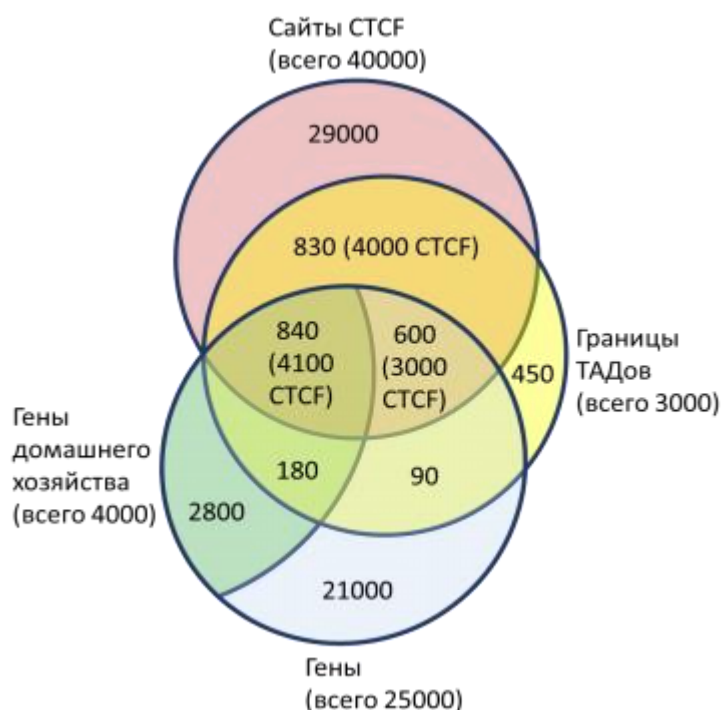 Сайты CTCF
(всего 40000)
29000
830 (4000 CTCF)
840
(4100
CTCF)
600
(3000
CTCF)
450
Границы
ТАДов
(всего 3000)
Гены
домашнего
хозяйства
(всего 4000)
180
90
2800
21000
Гены
(всего 25000)